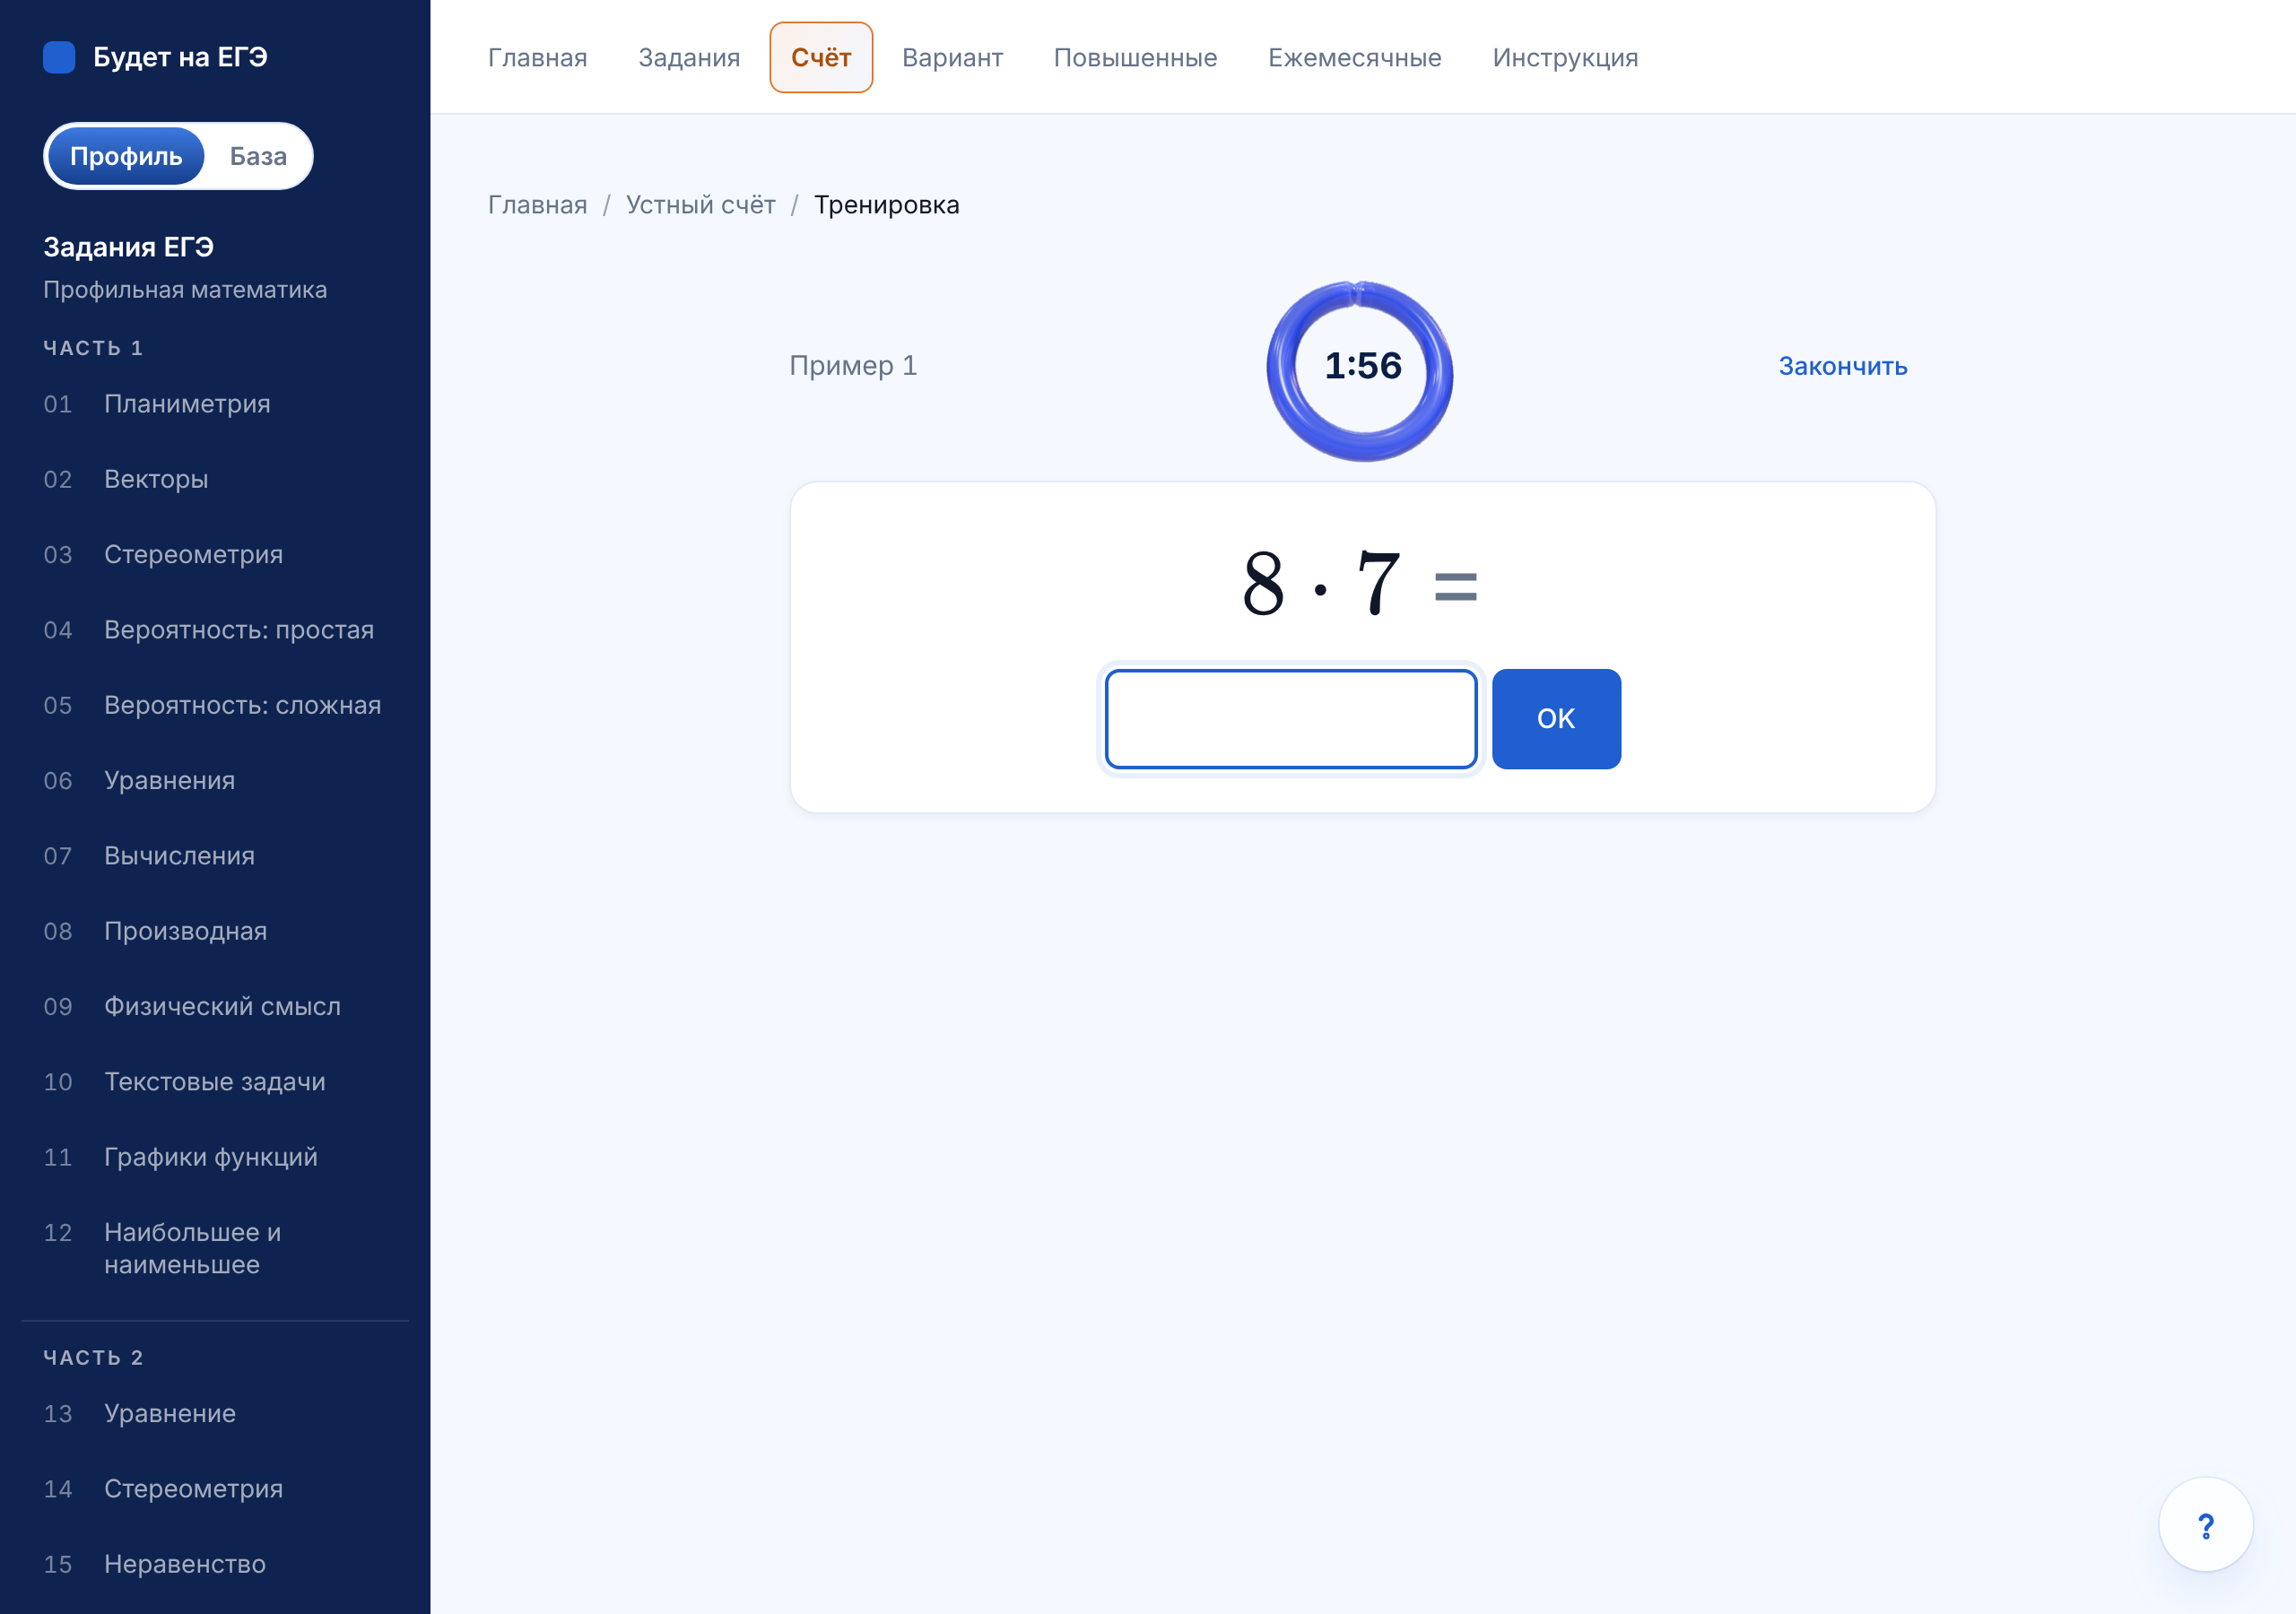 Будет на ЕГЭ
Профиль База
Задания ЕГЭ
Профильная математика
ЧАСТЬ 1
01 Планиметрия
02 Векторы
03 Стереометрия
04 Вероятность: простая
05 Вероятность: сложная
06 Уравнения
07 Вычисления
08 Производная
09 Физический смысл
10 Текстовые задачи
11 Графики функций
12 Наибольшее и
наименьшее
ЧАСТЬ 2
13 Уравнение
14 Стереометрия
15 Неравенство
Главная Задания Счёт Вариант Повышенные Ежемесячные Инструкция
Главная / Устный счёт / Тренировка
Пример 1 1:56 Закончить
8 · 7 =
ОК
?